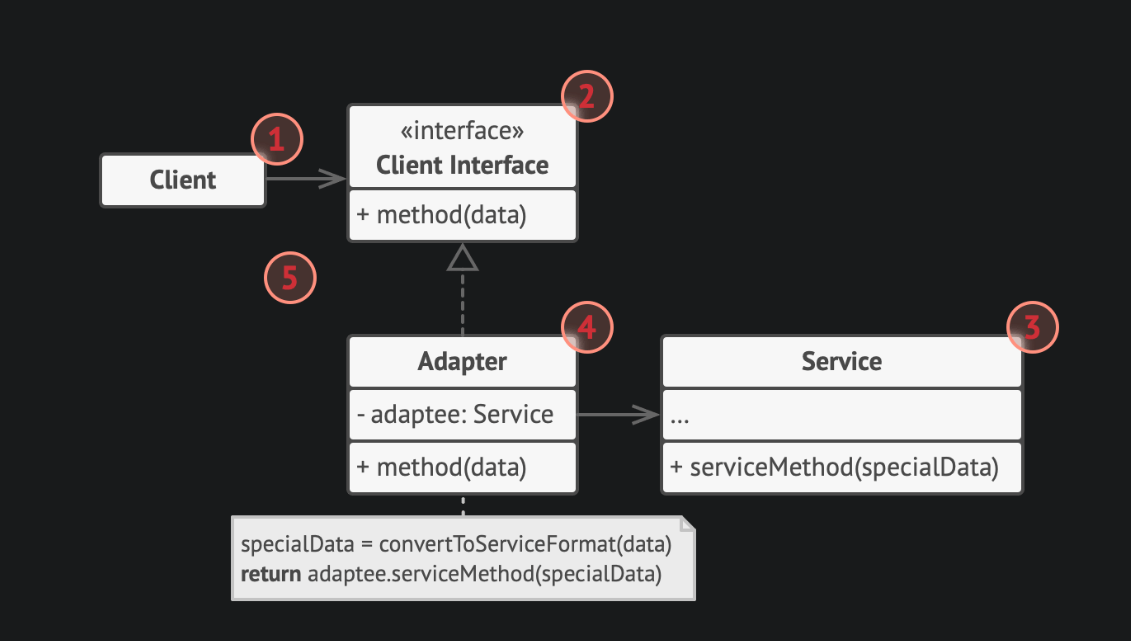 1
2
«interface»
Client Interface
Client
+ method(data)
5
4
3
Adapter
Service
- adaptee: Service
...
+ method(data)
+ serviceMethod(specialData)
specialData = convertToServiceFormat(data)
return adaptee.serviceMethod(specialData)